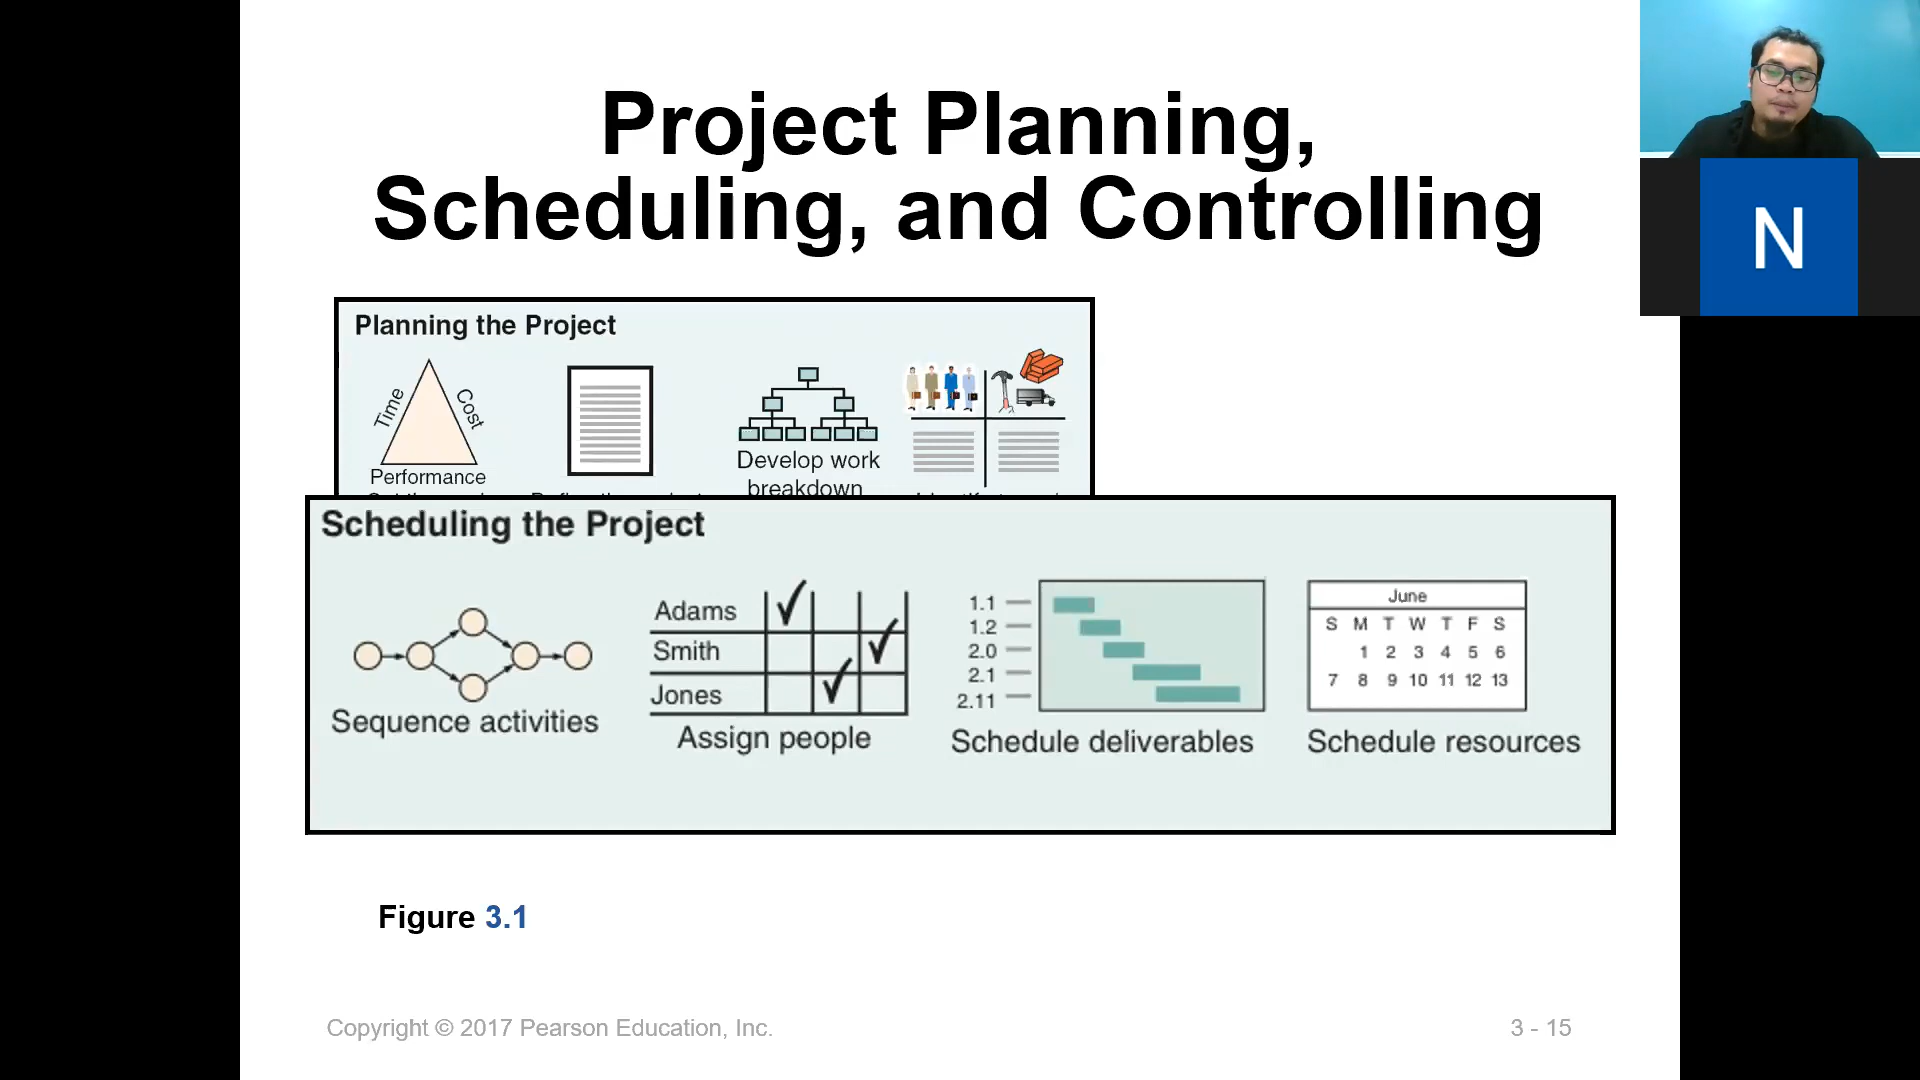 Project Planning,
Scheduling, and Controlling
N
Planning the Project
Time
Cost
Performance
Develop work
breakdown
Scheduling the Project
Sequence activities
Adams
Smith
Jones
Assign people
1.1
1.2
2.0
2.1
2.11
Schedule deliverables
June
S M T W T F S
1 2 3 4 5 6
7 8 9 10 11 12 13
Schedule resources
Figure 3.1
Copyright © 2017 Pearson Education, Inc.
3 - 15